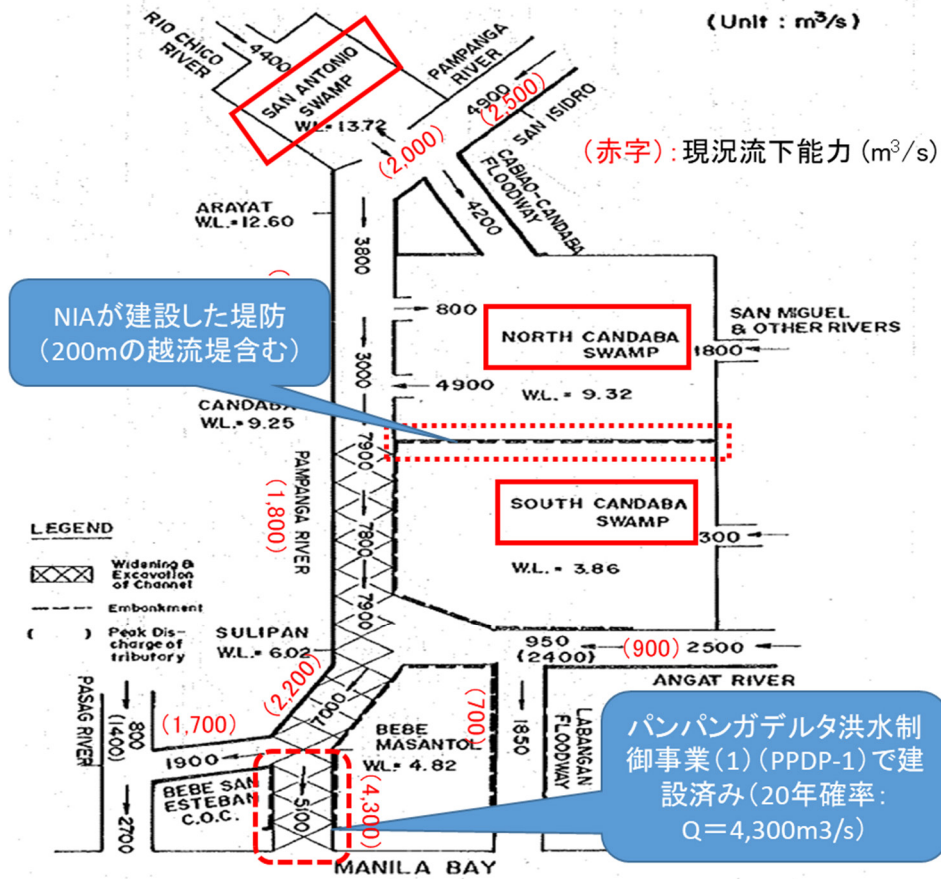 (Unit : m³/s)
RIO CHICO
RIVER
4400
SAN ANTONIO
SWAMP
WL=13.72
PAMPANGA
RIVER
4900
(2,500)
SAN ISIDRO
(2,000)
CABIAO-CANDABA
FLOODWAY
4200
(赤字):現況流下能力(m³/s)
ARAYAT
W.L.=12.60
3800
NIAが建設した堤防
(200mの越流堤含む)
800
NORTH CANDABA
SWAMP
W.L. = 9.32
SAN MIGUEL
& OTHER RIVERS
1800
3000
4900
CANDABA
W.L.=9.25
7900
PAMPANGA RIVER
(1,800)
7800
7900
SOUTH CANDABA
SWAMP
W.L. = 3.86
300
LEGEND
Widening &
Excavation
of Channel
Embankment
( ) Peak Dis-
charge of
tributary
SULIPAN
W.L.=6.02
950
(2400)
(900)
2500
ANGAT RIVER
PASAG RIVER
800
(1400)
2700
(1,700)
1900
(2,200)
7000
BEBE
MASANTOL
WL=4.82
(700)
1850
LABANGAN
FLOODWAY
BEBE SAN
ESTEBAN
C.O.C.
5100
(4,300)
パンパンガデルタ洪水制
御事業(1)(PPDP-1)で建
設済み(20年確率:
Q=4,300m3/s)
MANILA BAY